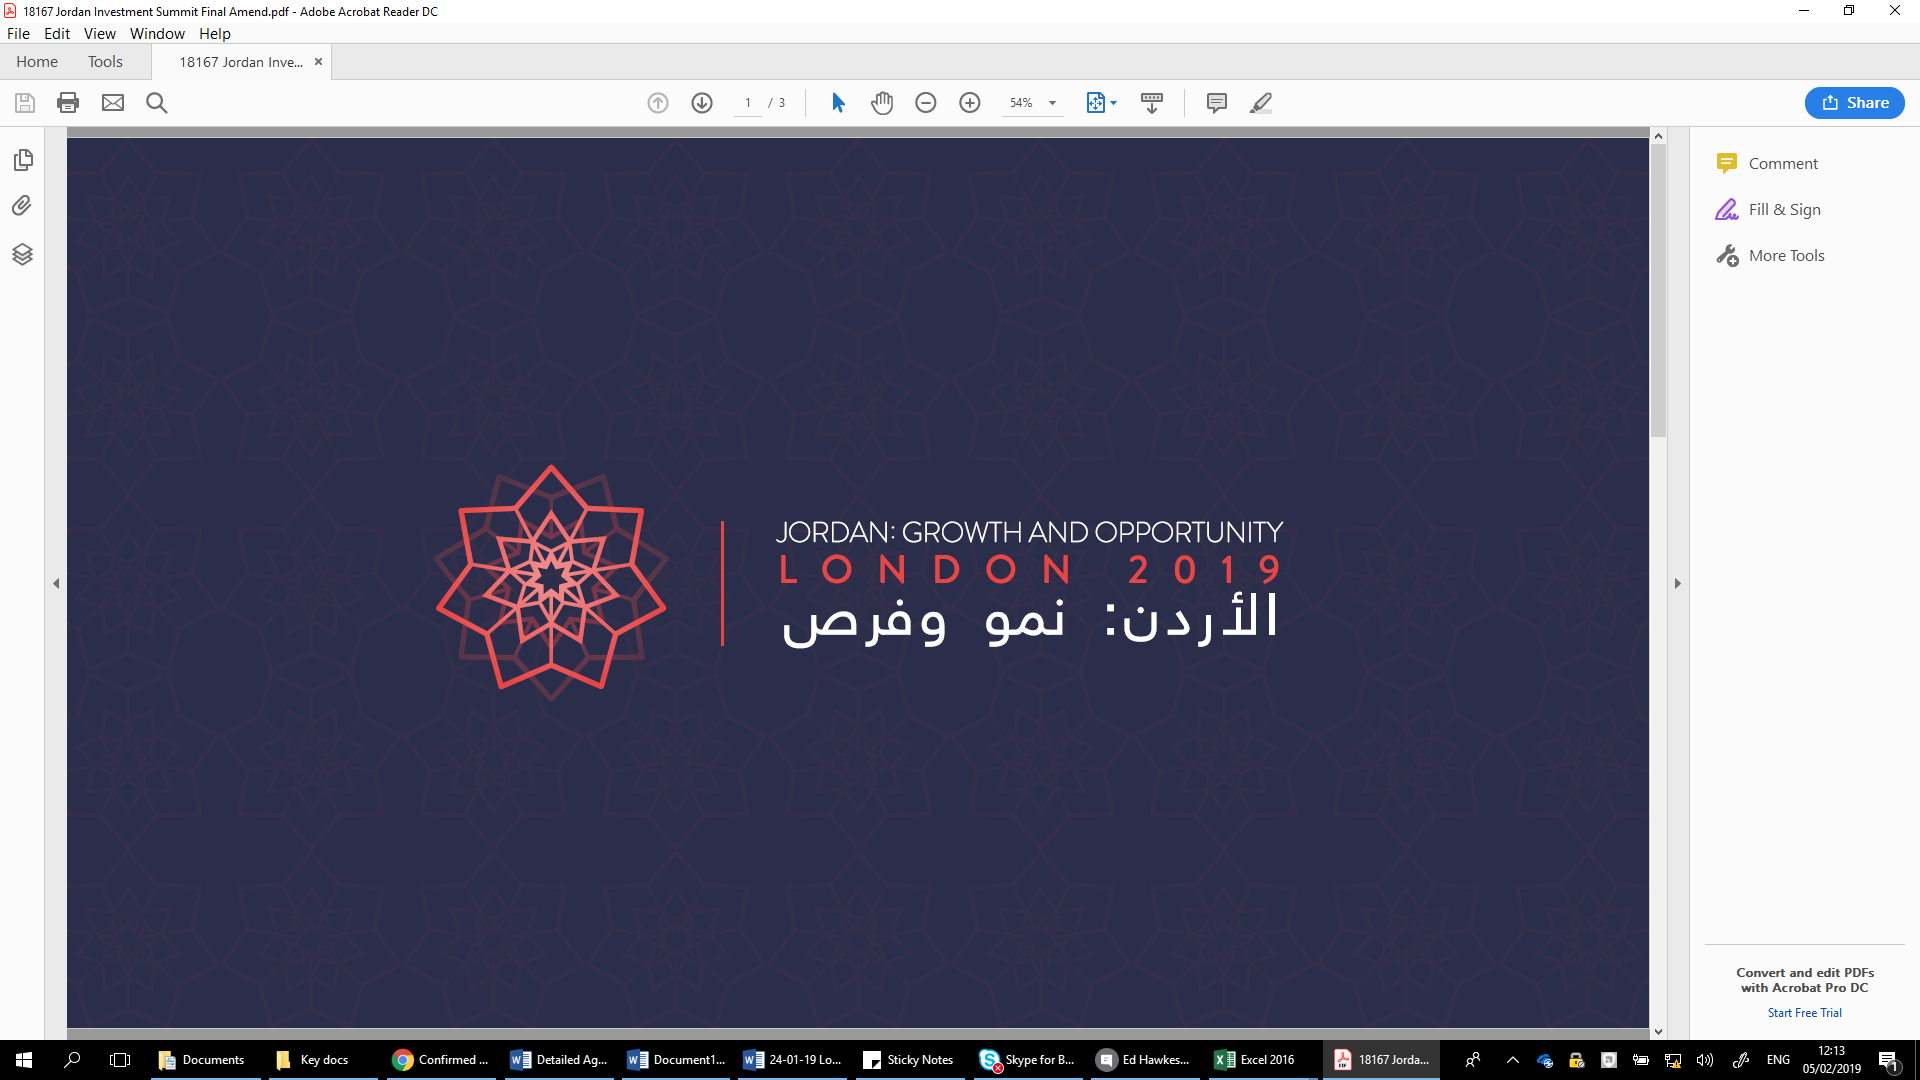 18167 Jordan Investment Summit Final Amend.pdf - Adobe Acrobat Reader DC
File Edit View Window Help
Home Tools 18167 Jordan Inve... ×
1 / 3 54% Share
Comment
Fill & Sign
More Tools
JORDAN: GROWTH AND OPPORTUNITY
LONDON 2019
الأردن: نمو وفرص
Convert and edit PDFs
with Acrobat Pro DC
Start Free Trial
Documents Key docs Confirmed ... Detailed Ag... Document1... 24-01-19 Lo... Sticky Notes Skype for B... Ed Hawkes... Excel 2016 18167 Jorda... ENG 12:13
05/02/2019 1